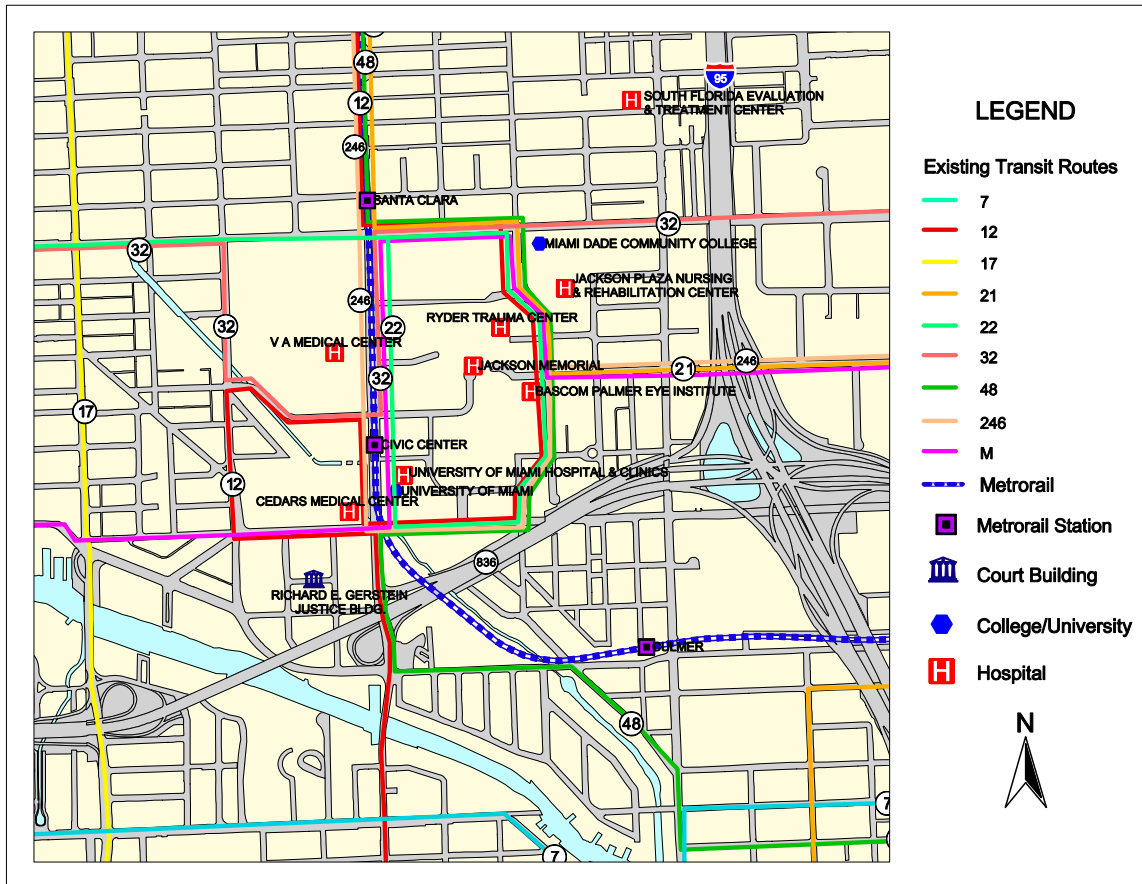 48
12
246
95
SOUTH FLORIDA EVALUATION
& TREATMENT CENTER
SANTA CLARA
32
32
MIAMI DADE COMMUNITY COLLEGE
JACKSON PLAZA NURSING
& REHABILITATION CENTER
246
32
22
RYDER TRAUMA CENTER
V A MEDICAL CENTER
JACKSON MEMORIAL
21
246
32
BASCOM PALMER EYE INSTITUTE
17
CIVIC CENTER
12
UNIVERSITY OF MIAMI HOSPITAL & CLINICS
UNIVERSITY OF MIAMI
CEDARS MEDICAL CENTER
836
RICHARD E. GERSTEIN
JUSTICE BLDG.
CULMER
48
7
7
H
H
H
H
H
H
H
LEGEND
Existing Transit Routes
7
12
17
21
22
32
48
246
M
Metrorail
Metrorail Station
Court Building
College/University
H
Hospital
N